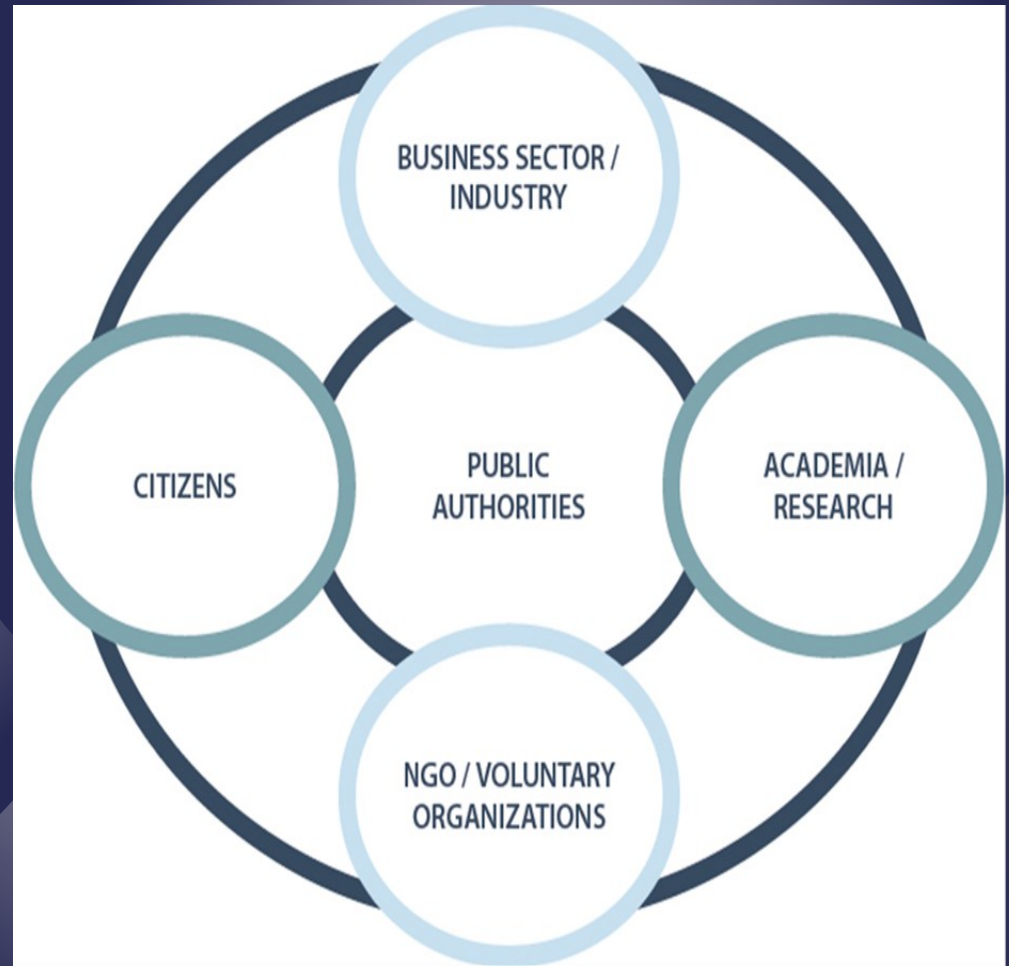 BUSINESS SECTOR /
INDUSTRY
CITIZENS
PUBLIC
AUTHORITIES
ACADEMIA /
RESEARCH
NGO / VOLUNTARY
ORGANIZATIONS